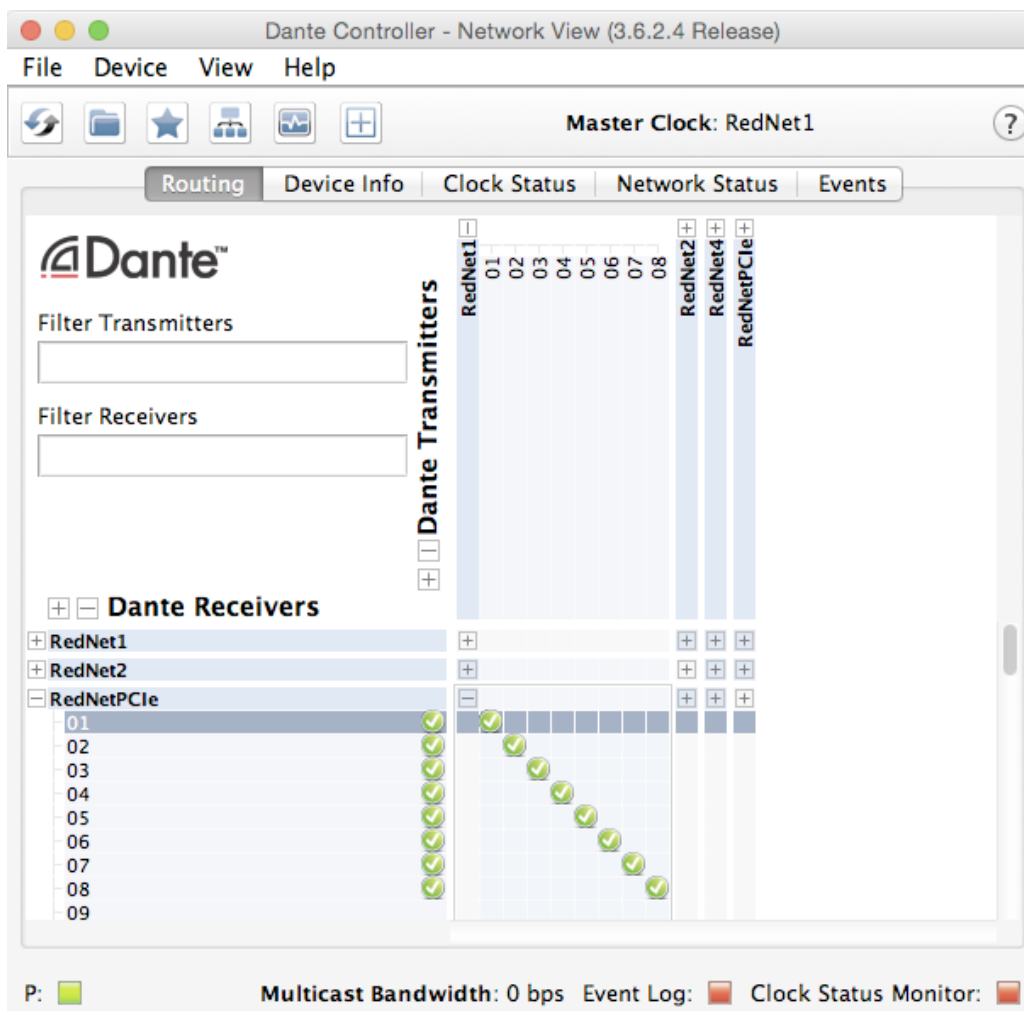 Dante Controller - Network View (3.6.2.4 Release)
File Device View Help
Master Clock: RedNet1 ?
Routing Device Info Clock Status Network Status Events
Dante™
Filter Transmitters
Filter Receivers
Dante Transmitters
RedNet1 01 02 03 04 05 06 07 08 RedNet2 RedNet4 RedNetPCIe
Dante Receivers
RedNet1
RedNet2
RedNetPCIe
01
02
03
04
05
06
07
08
09
P: Multicast Bandwidth: 0 bps Event Log: Clock Status Monitor: